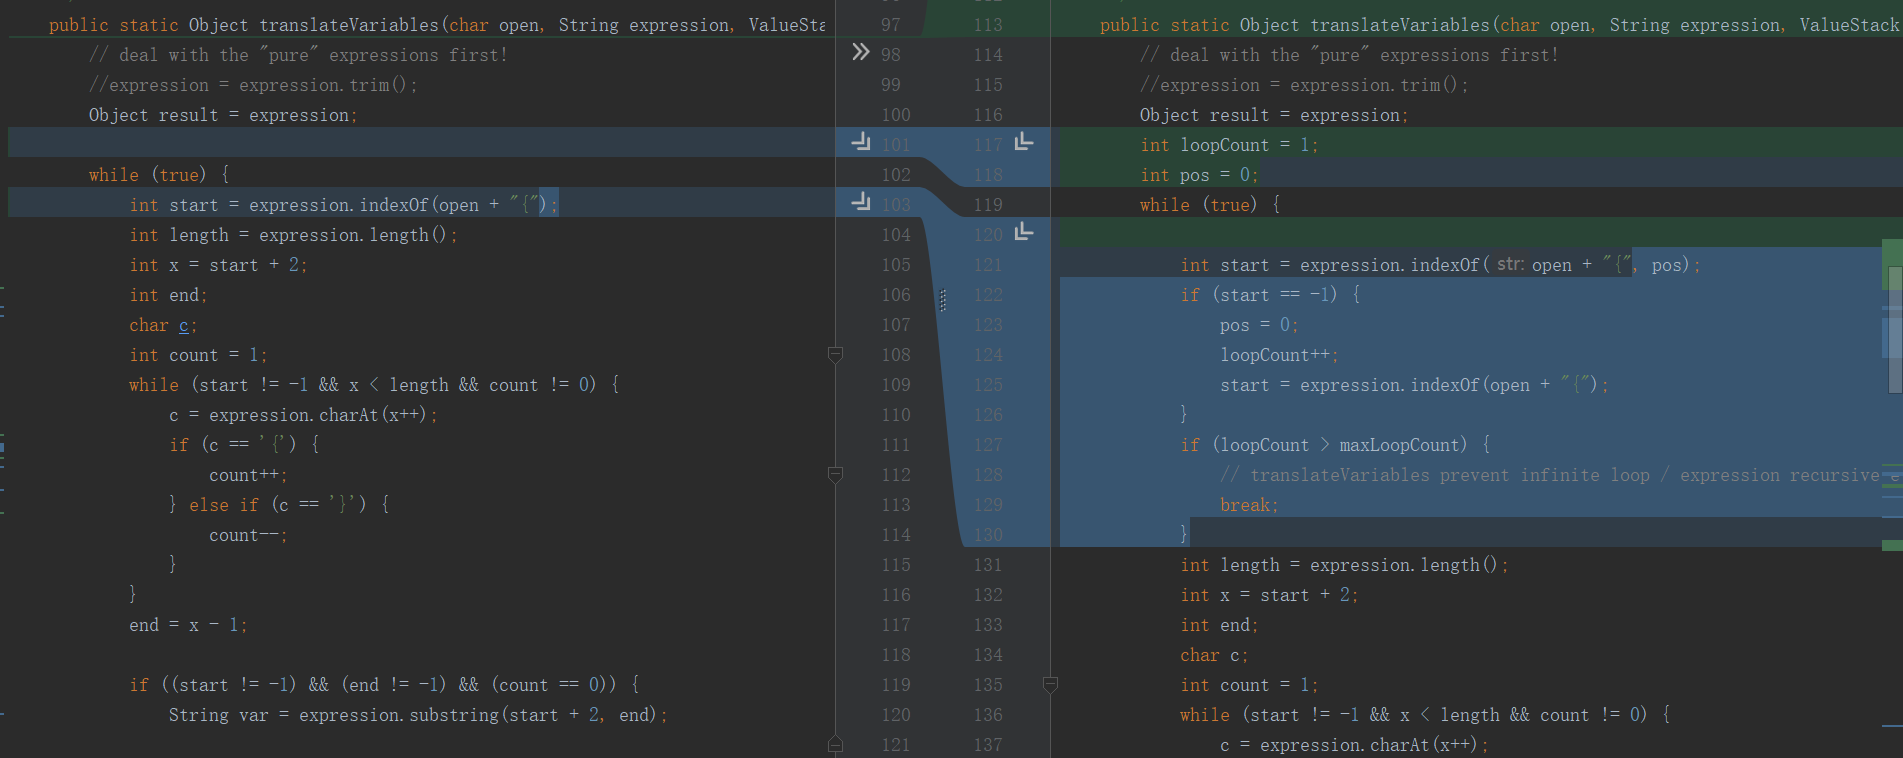 public static Object translateVariables(char open, String expression, ValueSta
// deal with the "pure" expressions first!
//expression = expression.trim();
Object result = expression;
while (true) {
int start = expression.indexOf(open + "{");
int length = expression.length();
int x = start + 2;
int end;
char c;
int count = 1;
while (start != -1 && x < length && count != 0) {
c = expression.charAt(x++);
if (c == '{') {
count++;
} else if (c == '}') {
count--;
}
}
end = x - 1;
if ((start != -1) && (end != -1) && (count == 0)) {
String var = expression.substring(start + 2, end);
97 113
98 114
99 115
100 116
101 117
102 118
103 119
104 120
105 121
106 122
107 123
108 124
109 125
110 126
111 127
112 128
113 129
114 130
115 131
116 132
117 133
118 134
119 135
120 136
121 137
public static Object translateVariables(char open, String expression, ValueStack
// deal with the "pure" expressions first!
//expression = expression.trim();
Object result = expression;
int loopCount = 1;
int pos = 0;
while (true) {
int start = expression.indexOf( str: open + "{", pos);
if (start == -1) {
pos = 0;
loopCount++;
start = expression.indexOf(open + "{");
}
if (loopCount > maxLoopCount) {
// translateVariables prevent infinite loop / expression recursive e
break;
}
int length = expression.length();
int x = start + 2;
int end;
char c;
int count = 1;
while (start != -1 && x < length && count != 0) {
c = expression.charAt(x++);